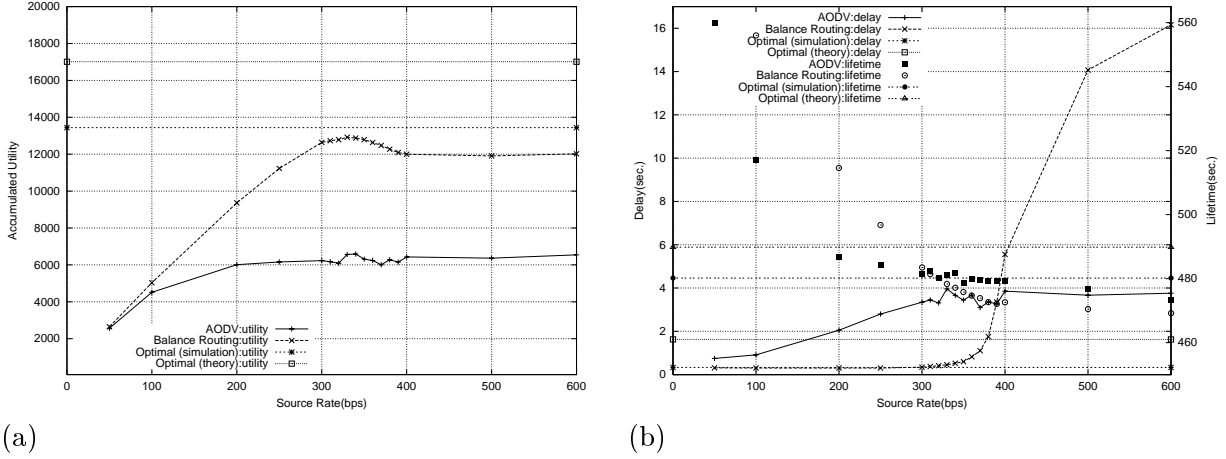 20000
18000
16000
14000
12000
10000
8000
6000
4000
2000
0
100
200
300
400
500
600
Accumulated Utility
Source Rate(bps)
AODV:utility
Balance Routing:utility
Optimal (simulation):utility
Optimal (theory):utility
(a)
16
14
12
10
8
6
4
2
0
0
100
200
300
400
500
600
560
540
520
500
480
460
Delay(sec.)
Lifetime(sec.)
Source Rate(bps)
AODV:delay
Balance Routing:delay
Optimal (simulation):delay
Optimal (theory):delay
AODV:lifetime
Balance Routing:lifetime
Optimal (simulation):lifetime
Optimal (theory):lifetime
(b)